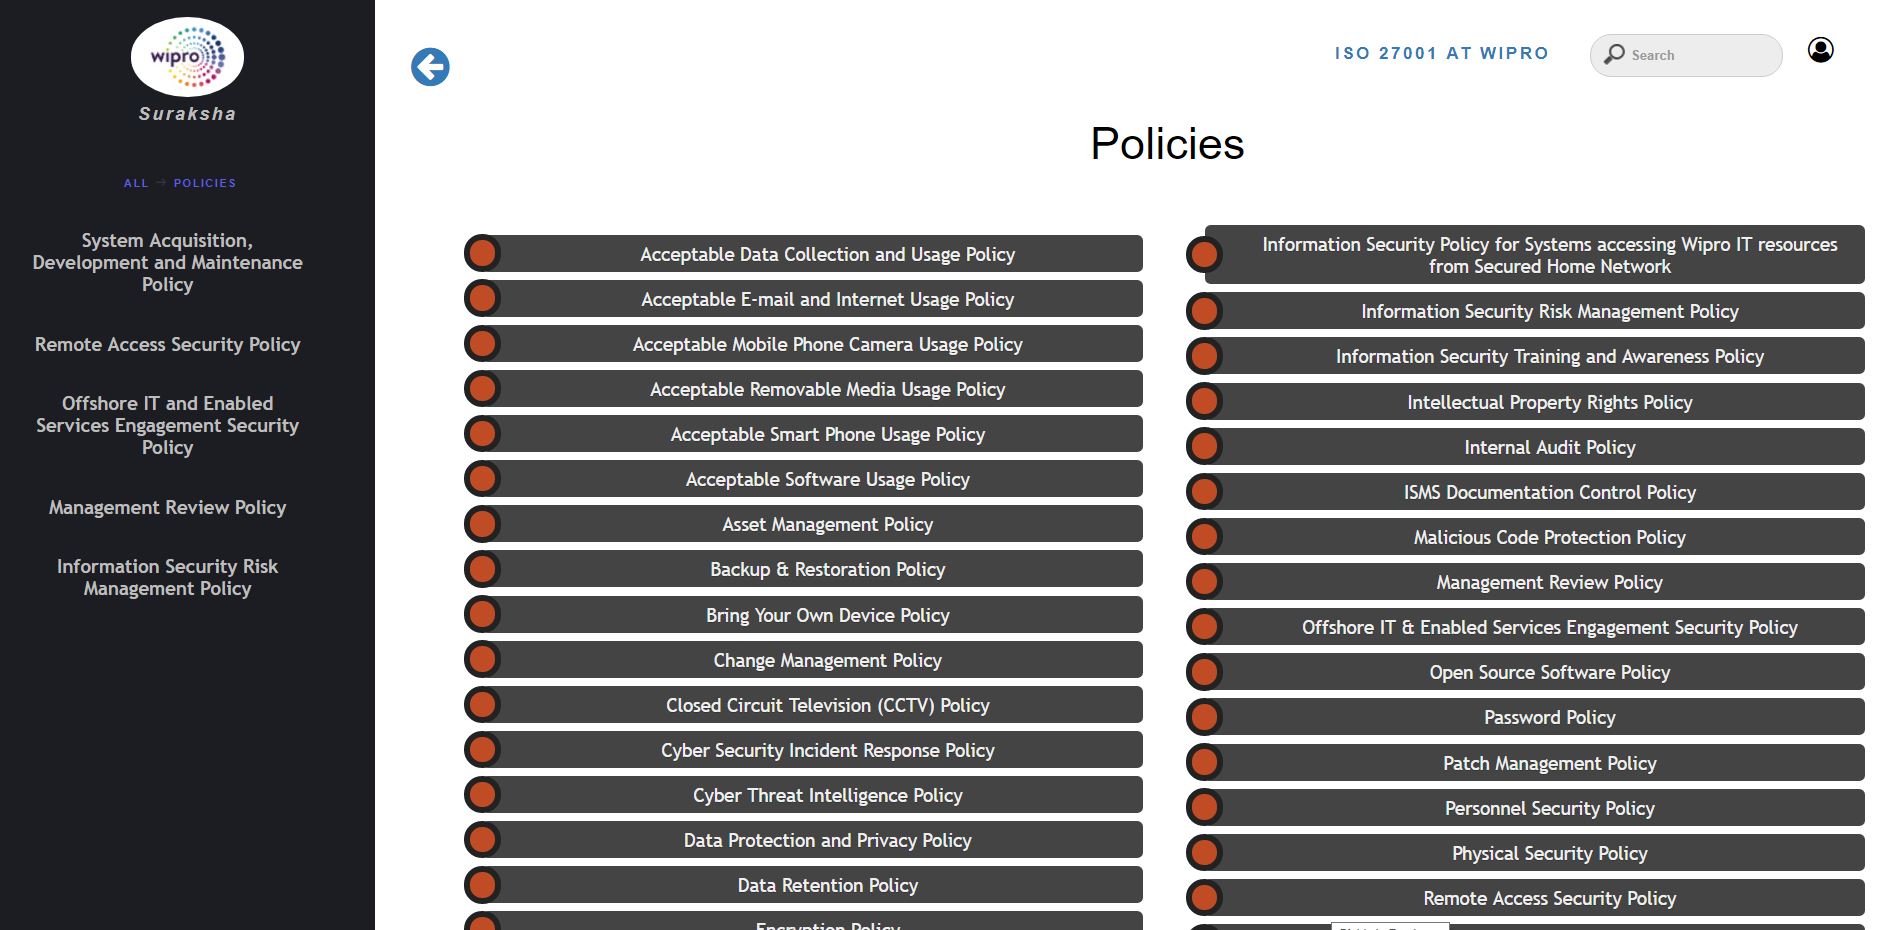 wipro
Suraksha
ALL → POLICIES
System Acquisition,
Development and Maintenance
Policy
Remote Access Security Policy
Offshore IT and Enabled
Services Engagement Security
Policy
Management Review Policy
Information Security Risk
Management Policy
ISO 27001 AT WIPRO
Search
Policies
Acceptable Data Collection and Usage Policy
Acceptable E-mail and Internet Usage Policy
Acceptable Mobile Phone Camera Usage Policy
Acceptable Removable Media Usage Policy
Acceptable Smart Phone Usage Policy
Acceptable Software Usage Policy
Asset Management Policy
Backup & Restoration Policy
Bring Your Own Device Policy
Change Management Policy
Closed Circuit Television (CCTV) Policy
Cyber Security Incident Response Policy
Cyber Threat Intelligence Policy
Data Protection and Privacy Policy
Data Retention Policy
Encryption Policy
Information Security Policy for Systems accessing Wipro IT resources
from Secured Home Network
Information Security Risk Management Policy
Information Security Training and Awareness Policy
Intellectual Property Rights Policy
Internal Audit Policy
ISMS Documentation Control Policy
Malicious Code Protection Policy
Management Review Policy
Offshore IT & Enabled Services Engagement Security Policy
Open Source Software Policy
Password Policy
Patch Management Policy
Personnel Security Policy
Physical Security Policy
Remote Access Security Policy